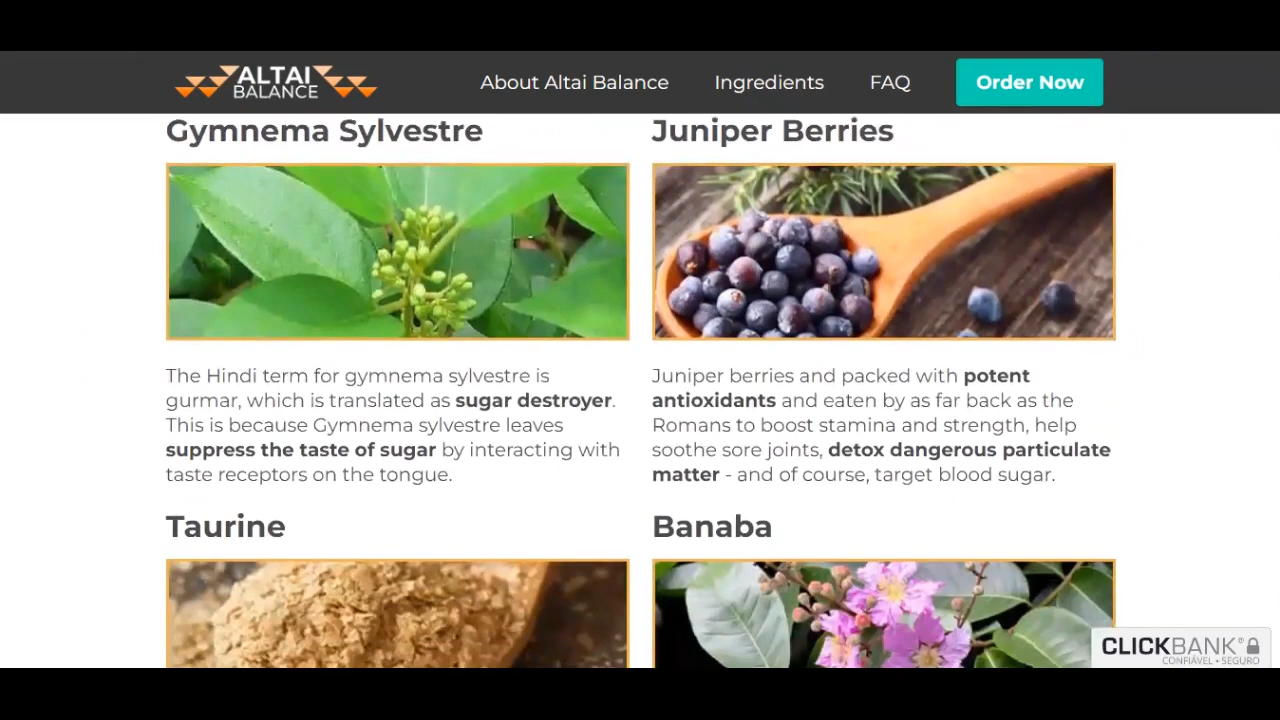 ALTAI
BALANCE
About Altai Balance
Ingredients
FAQ
Order Now
Gymnema Sylvestre
The Hindi term for gymnema sylvestre is
gurmar, which is translated as sugar destroyer.
This is because Gymnema sylvestre leaves
suppress the taste of sugar by interacting with
taste receptors on the tongue.
Juniper Berries
Juniper berries and packed with potent
antioxidants and eaten by as far back as the
Romans to boost stamina and strength, help
soothe sore joints, detox dangerous particulate
matter - and of course, target blood sugar.
Taurine
Banaba
CLICKBANK®
CONFIÁVEL • SEGURO